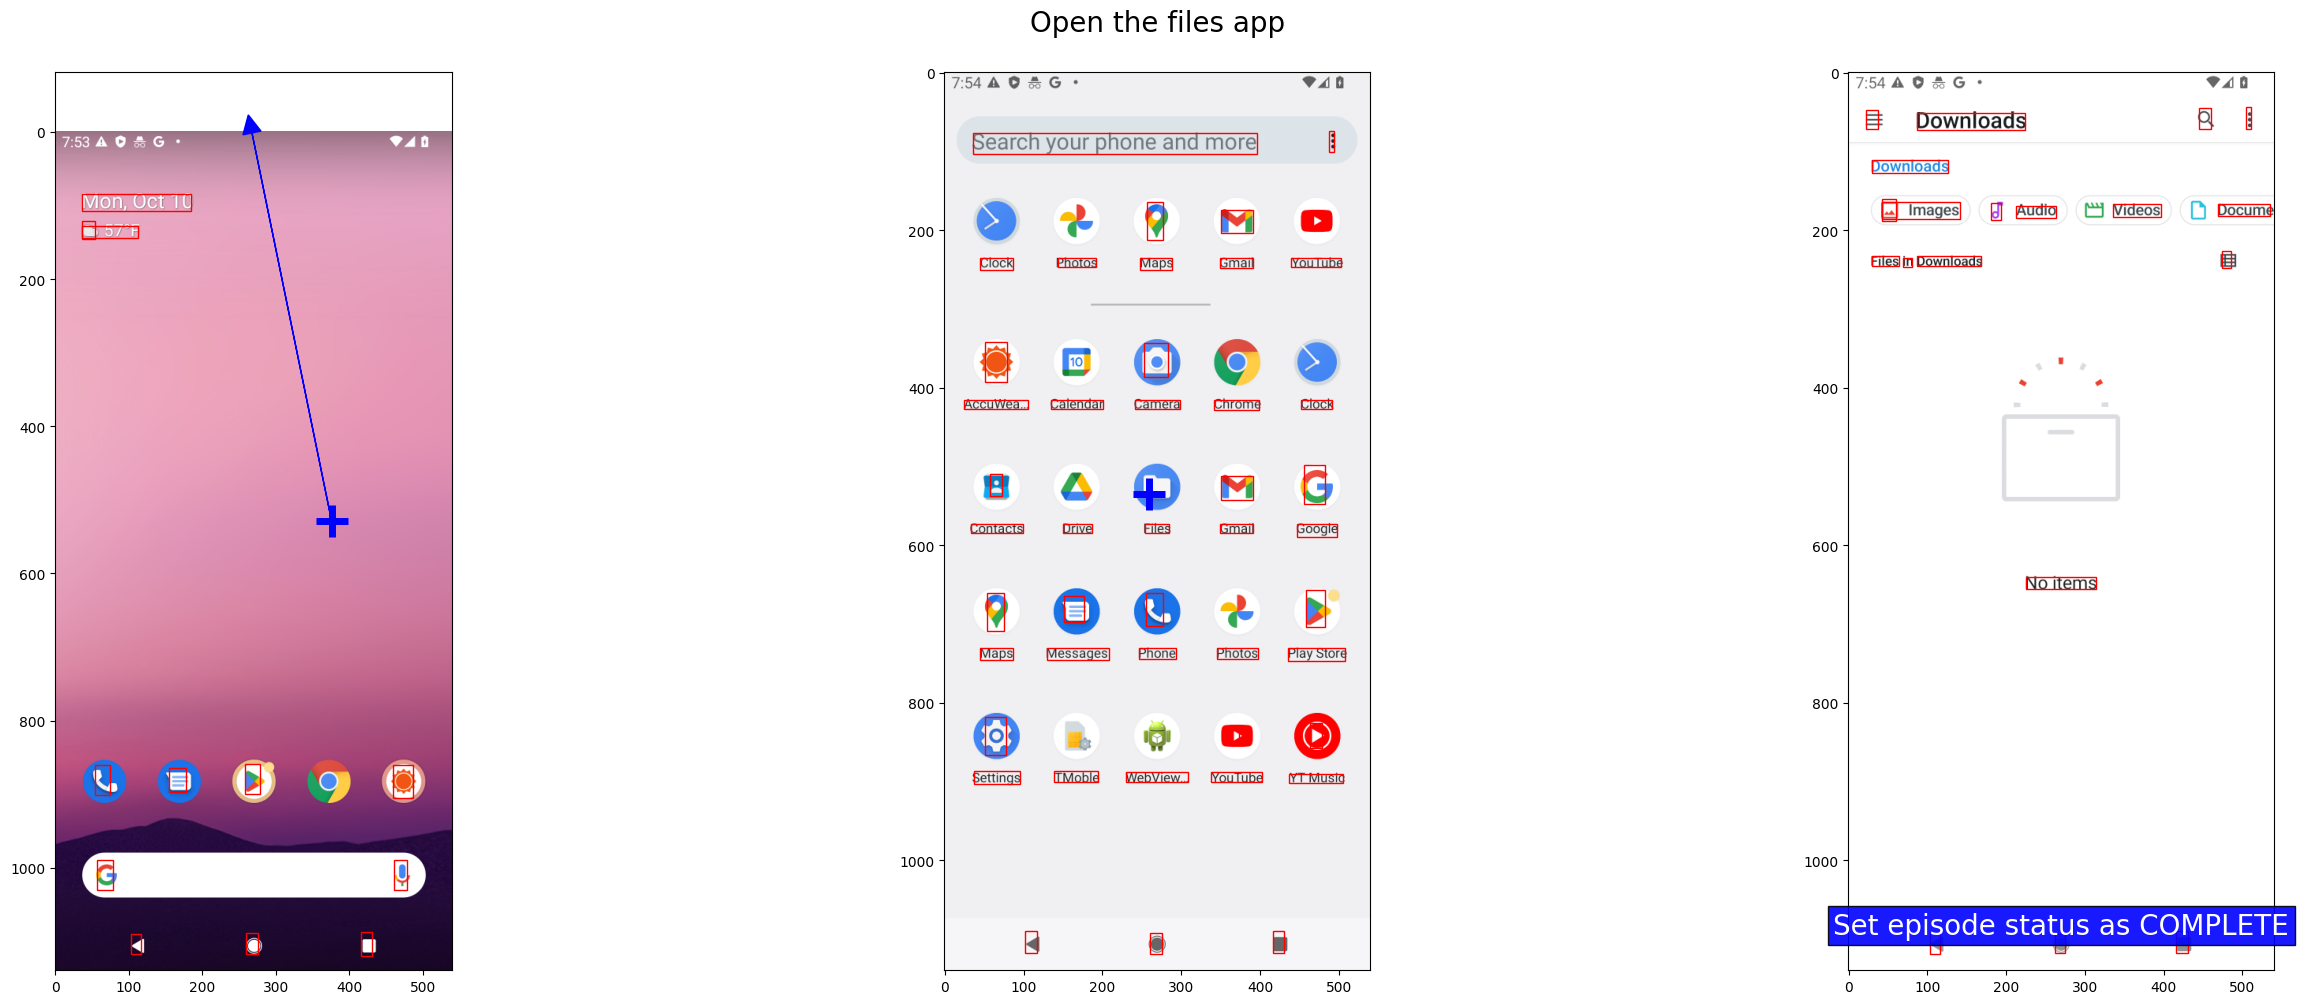 Open the files app
7:53
Mon, Oct 10
57°F
0
200
400
600
800
1000
0 100 200 300 400 500
7:54
Search your phone and more
Clock Photos Maps Gmail YouTube
10
AccuWea... Calendar Camera Chrome Clock
Contacts Drive Files Gmail Google
Maps Messages Phone Photos Play Store
Settings TMoble WebView... YouTube YT Music
0
200
400
600
800
1000
0 100 200 300 400 500
7:54
Downloads
Downloads
Images Audio Videos Docume
Files in Downloads
No items
Set episode status as COMPLETE
0
200
400
600
800
1000
0 100 200 300 400 500